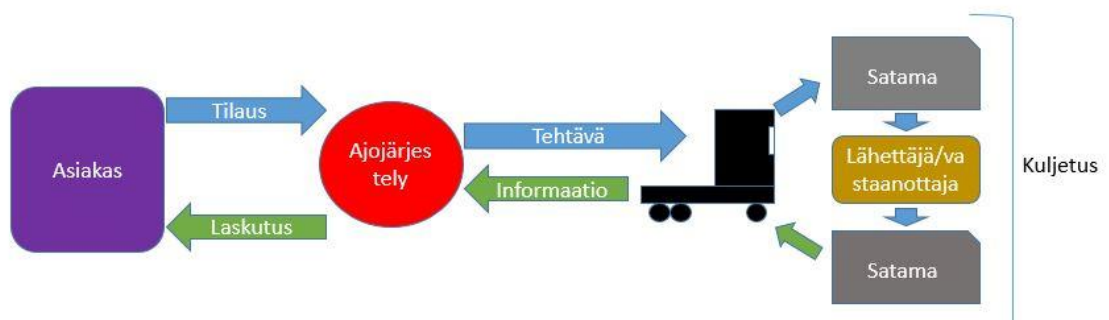 Asiakas
Tilaus
Laskutus
Ajojärjes
tely
Tehtävä
Informaatio
Satama
Lähettäjä/va
staanottaja
Satama
Kuljetus